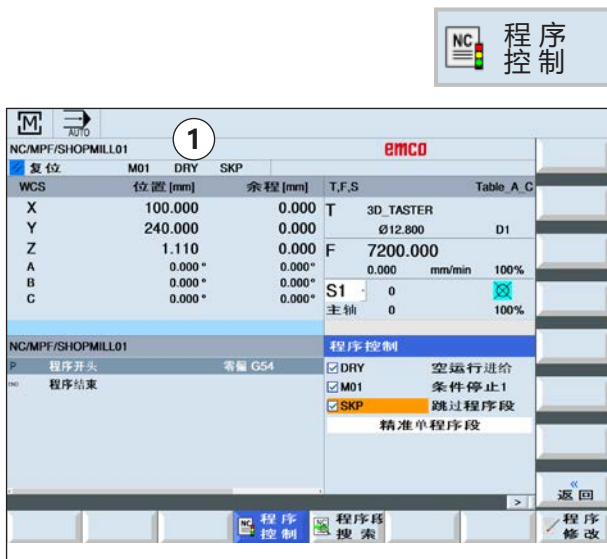 NC 程序
控制
M
AUTO
1
NC/MPF/SHOPMILL01 emco
复位 M01 DRY SKP
WCS 位置 [mm] 余程 [mm] T,F,S Table_A_C
X 100.000 0.000 T 3D_TASTER
Y 240.000 0.000 Ø12.800 D1
Z 1.110 0.000 F 7200.000
A 0.000° 0.000° 0.000 mm/min 100%
B 0.000° 0.000° S1 0
C 0.000° 0.000° 主轴 0 100%
NC/MPF/SHOPMILL01 程序控制
P 程序开头 零偏 G54 DRY 空运行进给
END 程序结束 M01 条件停止1
SKP 跳过程序段
精准单程序段
>
«
返回
NC 程序
控制
NC 程序段
搜索
程序
修改